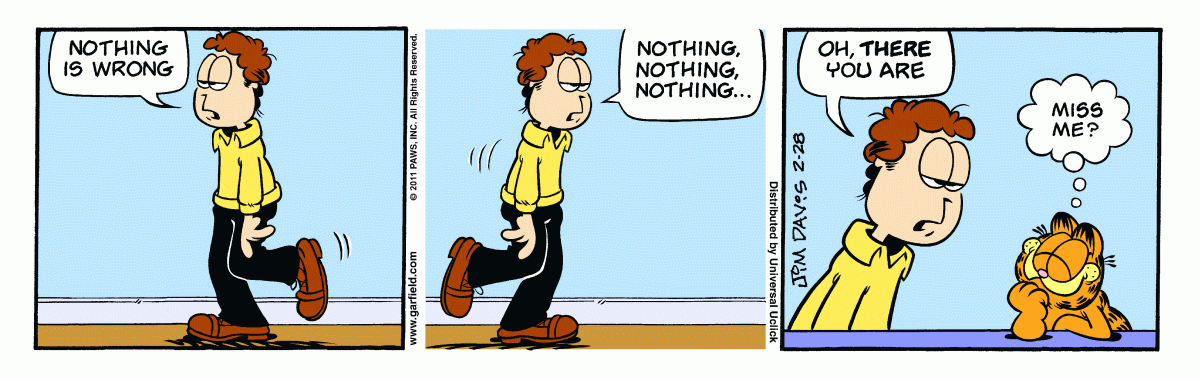 NOTHING
IS WRONG
© 2011 PAWS, INC. All Rights Reserved.
www.garfield.com
NOTHING,
NOTHING,
NOTHING...
Distributed by Universal Uclick
OH, THERE
YOU ARE
JIM DAVIS 2-28
MISS
ME?